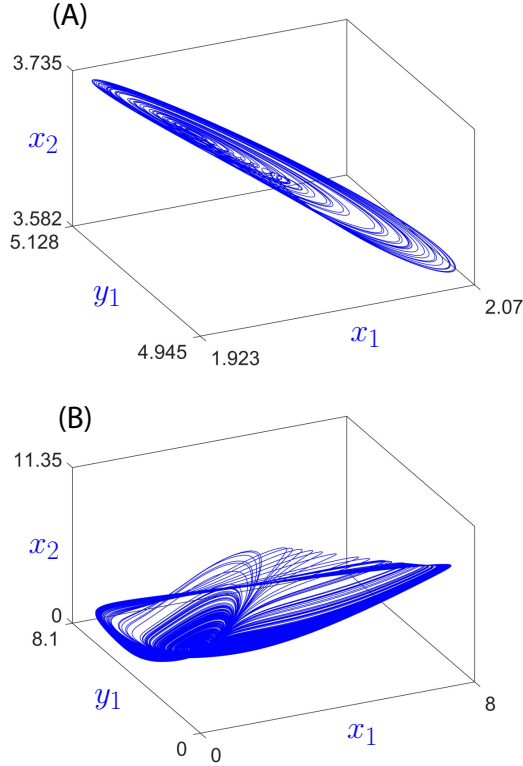 (A)
3.735
x₂
3.582
5.128
y₁
4.945
1.923
x₁
2.07
(B)
11.35
x₂
0
8.1
y₁
0
0
x₁
8